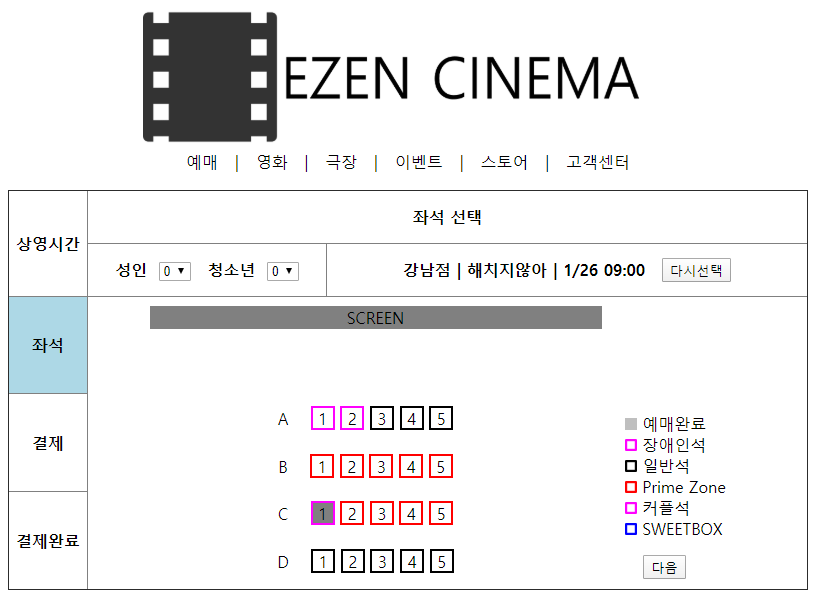 EZEN CINEMA
예매 | 영화 | 극장 | 이벤트 | 스토어 | 고객센터
상영시간
좌석 선택
성인 0 청소년 0
강남점 | 해치지않아 | 1/26 09:00 다시선택
좌석
결제
결제완료
SCREEN
A 1 2 3 4 5
B 1 2 3 4 5
C 1 2 3 4 5
D 1 2 3 4 5
예매완료
장애인석
일반석
Prime Zone
커플석
SWEETBOX
다음